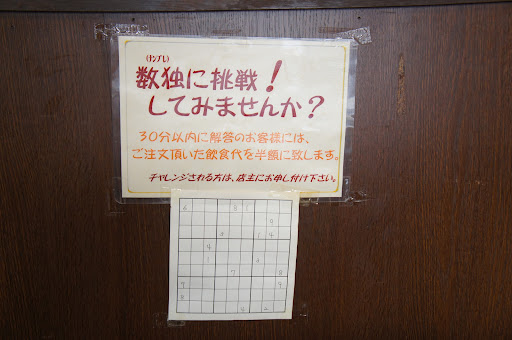 (ナンプレ)
数独に挑戦！
してみませんか？
30分以内に解答のお客様には、
ご注文頂いた飲食代を半額に致します。
チャレンジされる方は、店主にお申し付け下さい。